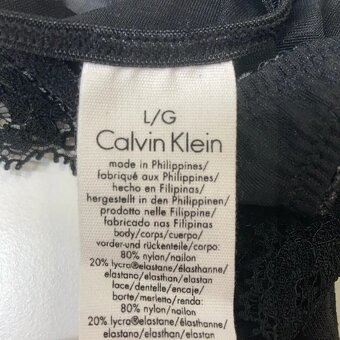 L/G
Calvin Klein
made in Philippines/
fabriqué aux Philippines/
hecho en Filipinas
hergestellt in den Philippinen/
prodotto nelle Filippine/
fabricado nas Filipinas
body/corps/cuerpo/
vorder-und rückenteile/corpo:
80% nylon/nailon
20% lycra®elastane/élasthanne/
elastano/elasthan/elastan
lace/dentelle/encaje/
borte/merletto/renda:
80% nylon/nailon
20% lycra®elastane/élasthanne/
elastano/elasthan/elastan